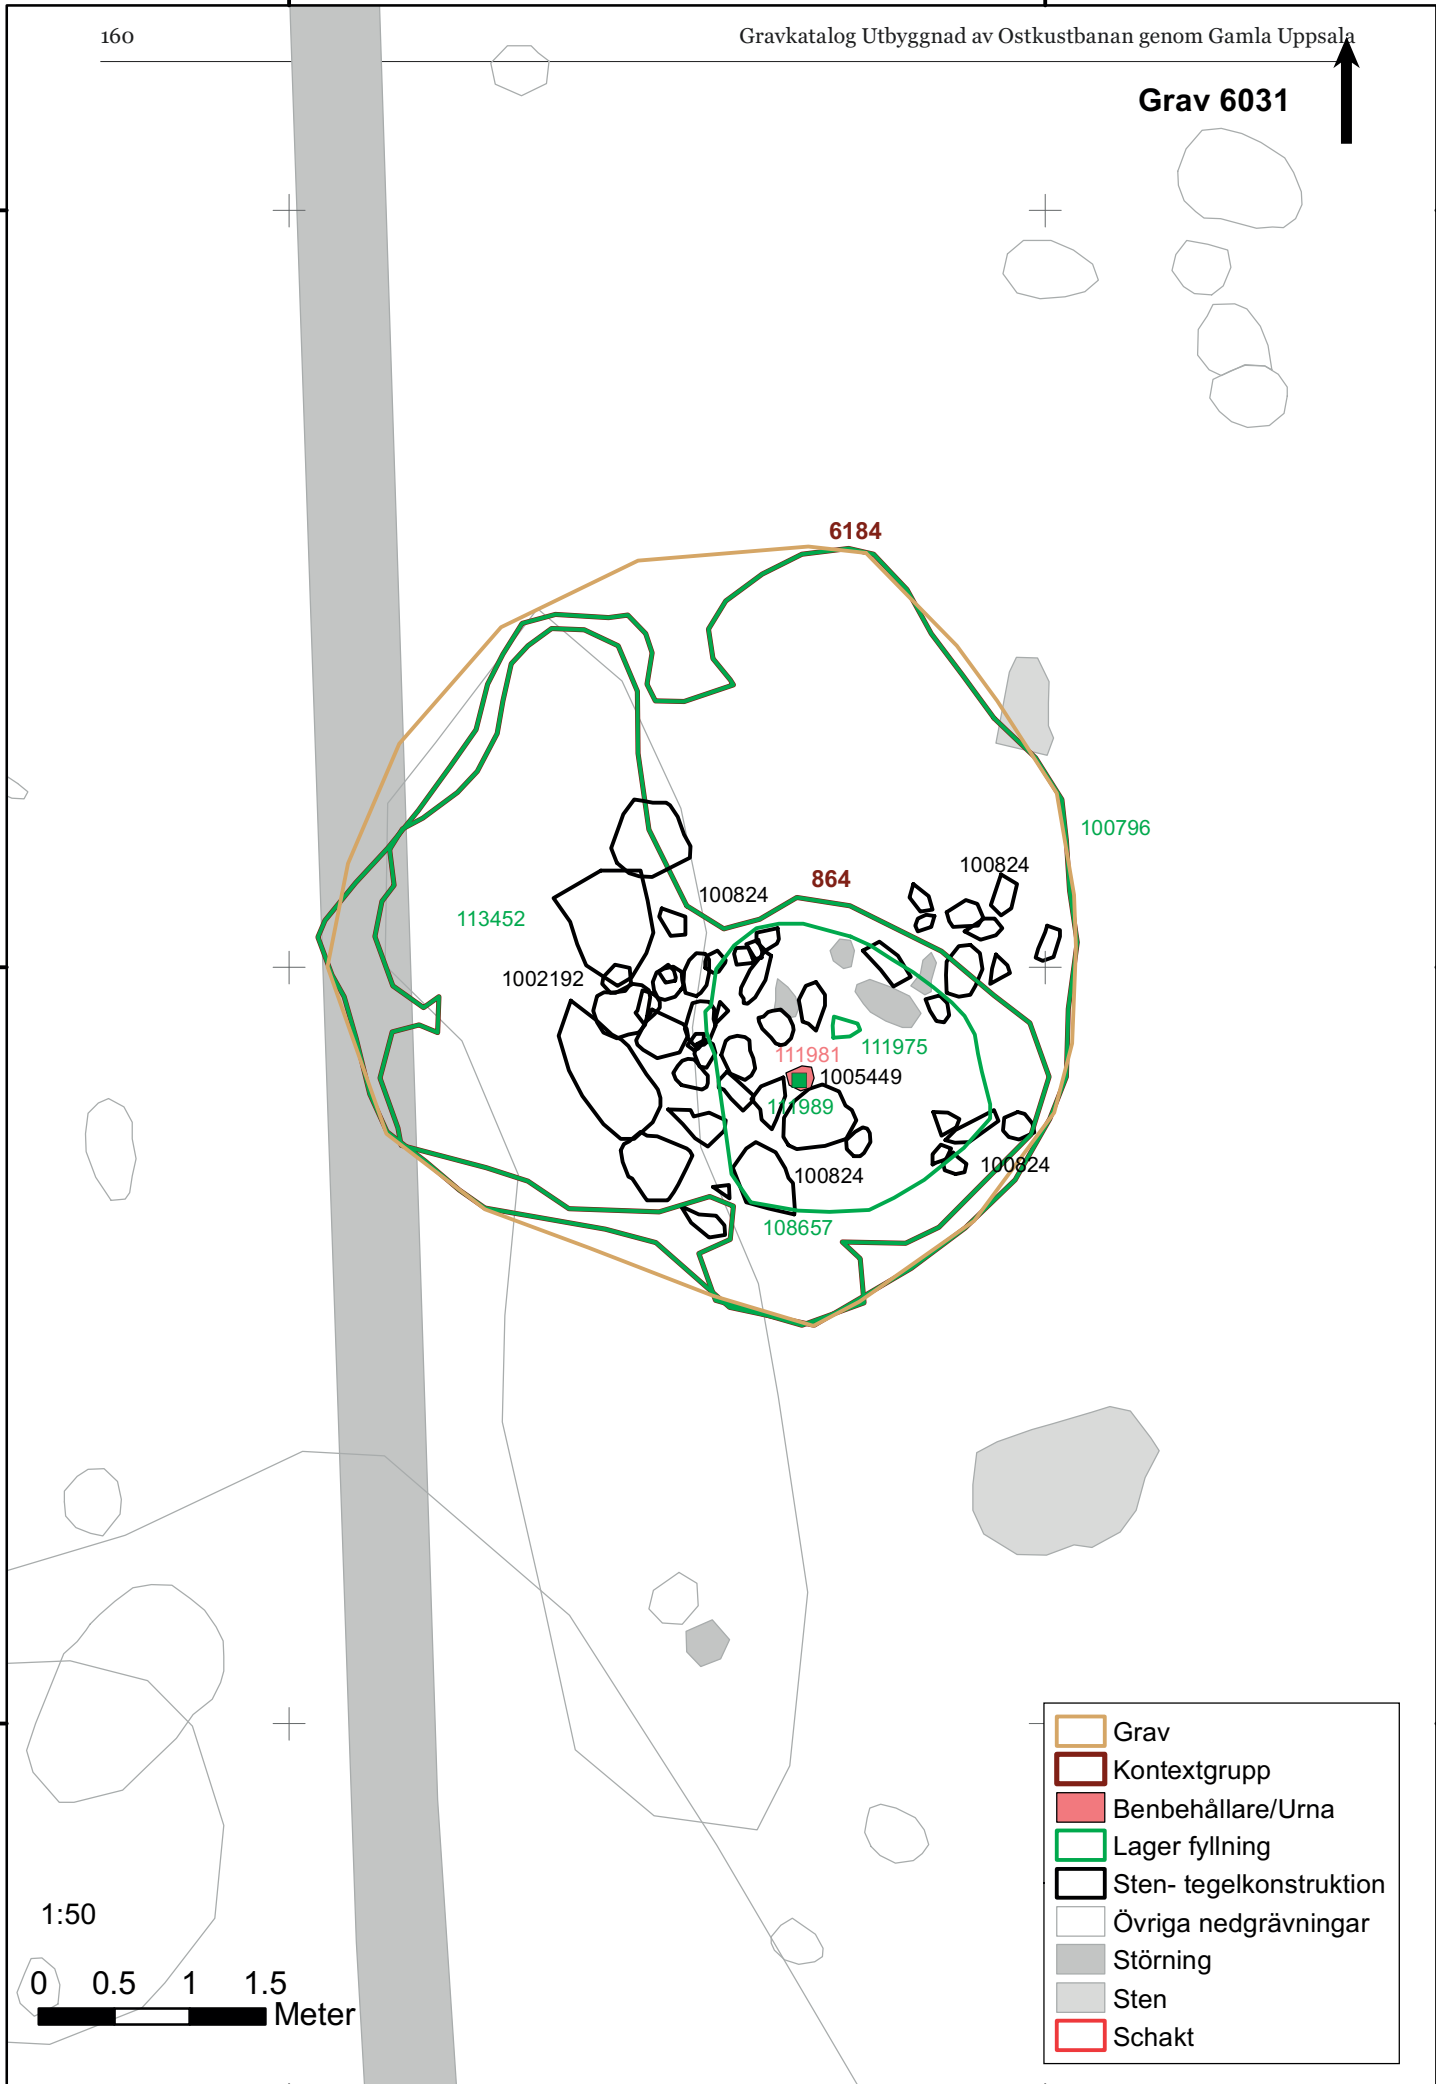 160
Gravkatalog Utbyggnad av Ostkustbanan genom Gamla Uppsala
Grav 6031
6184
100796
100824
864
100824
113452
1002192
111975
111981
1005449
111989
100824
100824
108657
Grav
Kontextgrupp
Benbehållare/Urna
Lager fyllning
Sten- tegelkonstruktion
Övriga nedgrävningar
Störning
Sten
Schakt
1:50
0 0.5 1 1.5
Meter